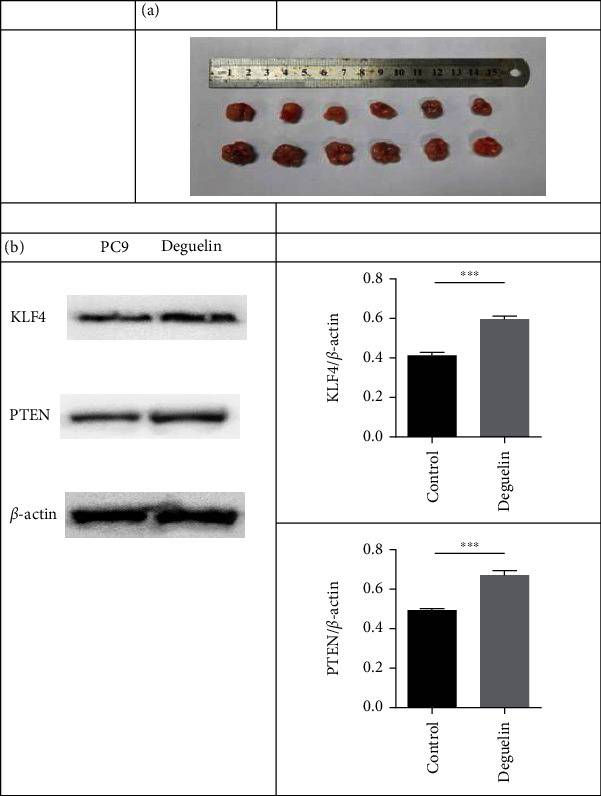 (a)
1 2 3 4 5 6 7 8 9 10 11 12 13 14 15
(b)
PC9 Deguelin
KLF4
PTEN
β-actin
0.8
0.6
0.4
0.2
0.0
KLF4/β-actin
***
Control
Deguelin
0.8
0.6
0.4
0.2
0.0
PTEN/β-actin
***
Control
Deguelin